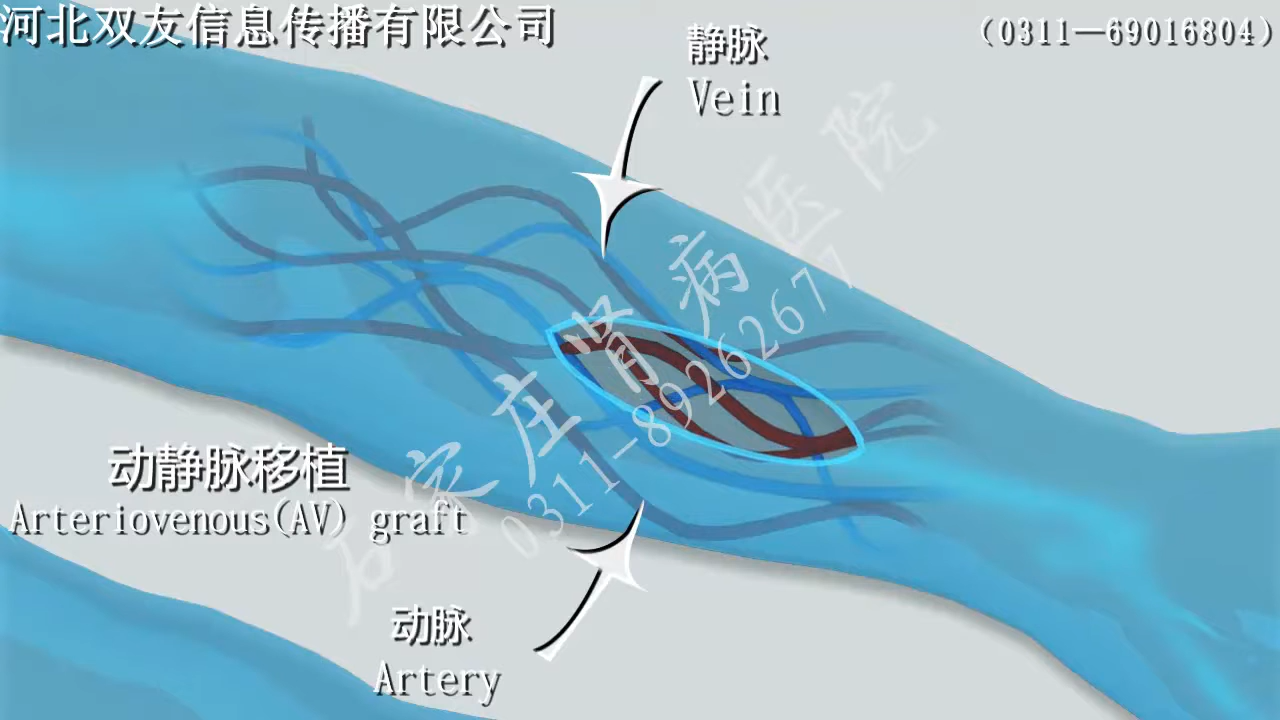 河北双友信息传播有限公司
（0311—69016804）
静脉
Vein
石家庄肾病医院
0311-89262677
动静脉移植
Arteriovenous(AV) graft
动脉
Artery